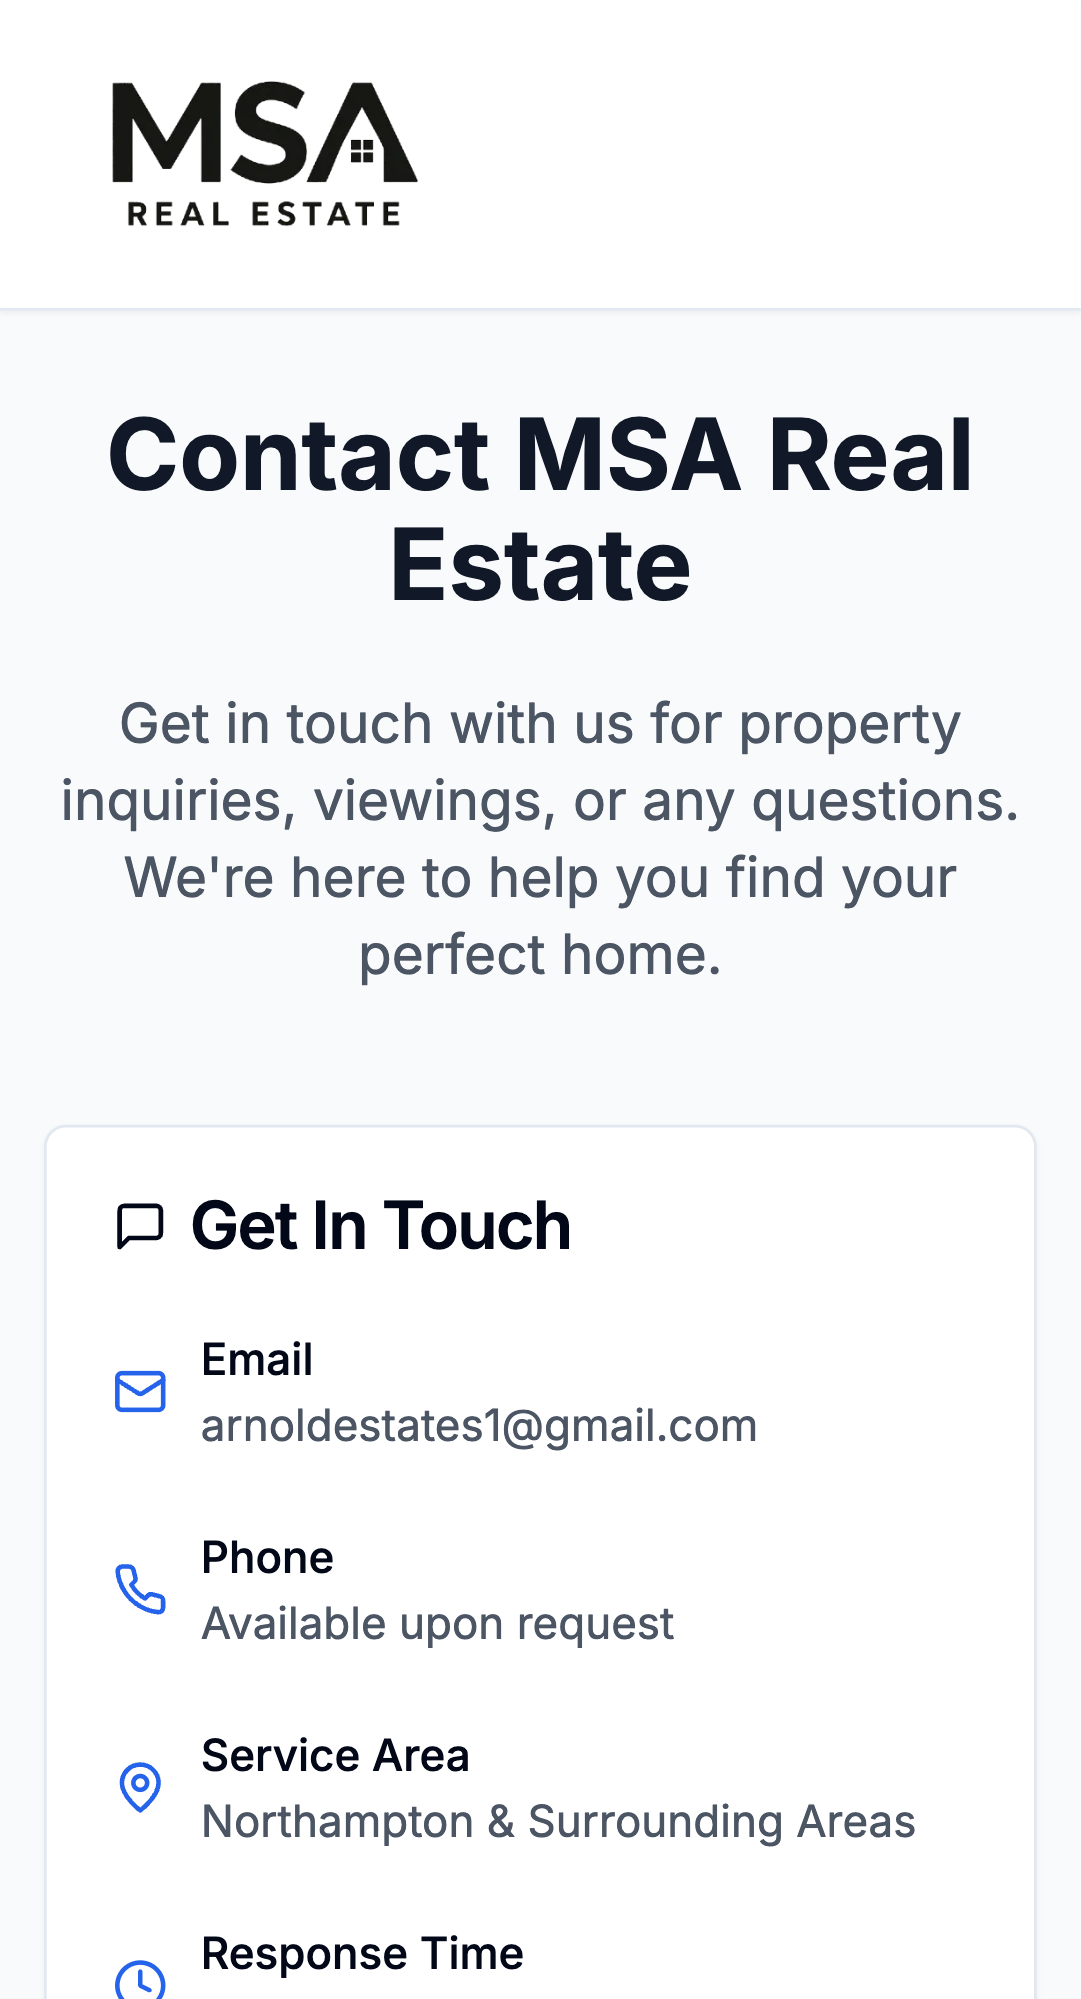 MSA
REAL ESTATE
Contact MSA Real
Estate
Get in touch with us for property
inquiries, viewings, or any questions.
We're here to help you find your
perfect home.
Get In Touch
Email
arnoldestates1@gmail.com
Phone
Available upon request
Service Area
Northampton & Surrounding Areas
Response Time